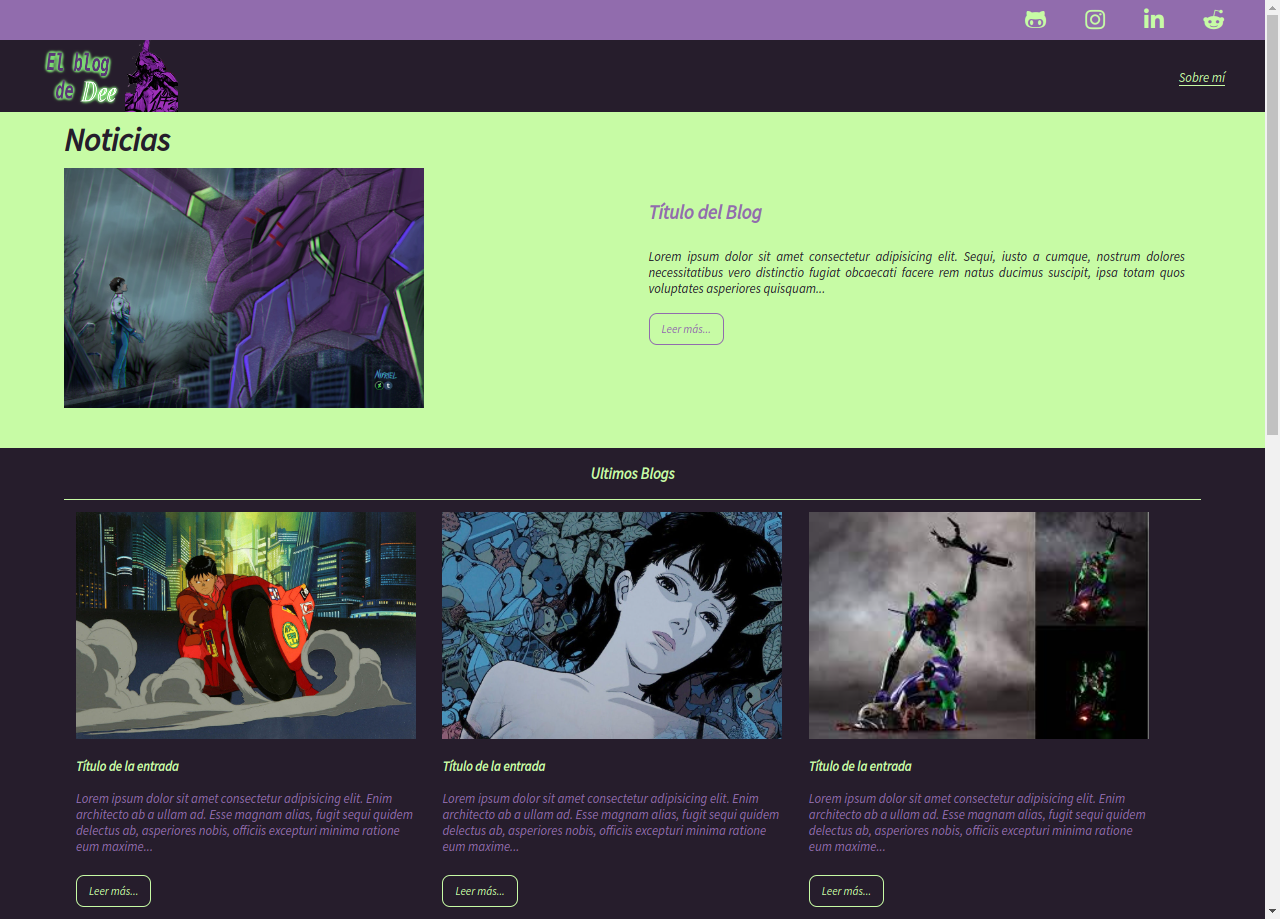 El blog
de Dee
Sobre mí
Noticias
Título del Blog
Lorem ipsum dolor sit amet consectetur adipisicing elit. Sequi, iusto a cumque, nostrum dolores
necessitatibus vero distinctio fugiat obcaecati facere rem natus ducimus suscipit, ipsa totam quos
voluptates asperiores quisquam...
Leer más...
Ultimos Blogs
Título de la entrada
Lorem ipsum dolor sit amet consectetur adipisicing elit. Enim
architecto ab a ullam ad. Esse magnam alias, fugit sequi quidem
delectus ab, asperiores nobis, officiis excepturi minima ratione
eum maxime...
Leer más...
Título de la entrada
Lorem ipsum dolor sit amet consectetur adipisicing elit. Enim
architecto ab a ullam ad. Esse magnam alias, fugit sequi quidem
delectus ab, asperiores nobis, officiis excepturi minima ratione
eum maxime...
Leer más...
Título de la entrada
Lorem ipsum dolor sit amet consectetur adipisicing elit. Enim
architecto ab a ullam ad. Esse magnam alias, fugit sequi quidem
delectus ab, asperiores nobis, officiis excepturi minima ratione
eum maxime...
Leer más...